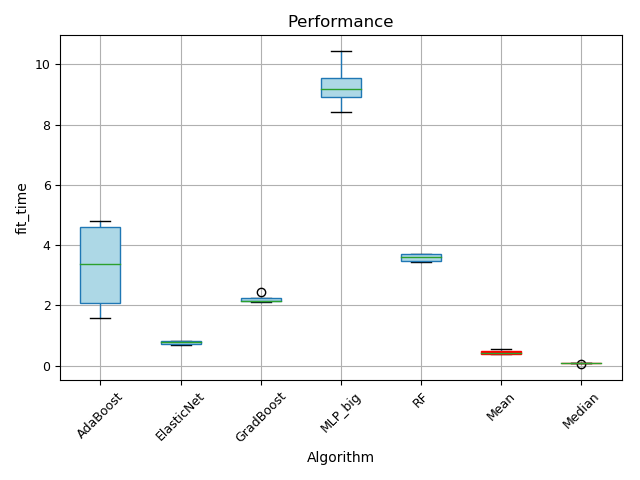 Performance
fit_time
10
8
6
4
2
0
AdaBoost
ElasticNet
GradBoost
MLP_big
RF
Mean
Median
Algorithm